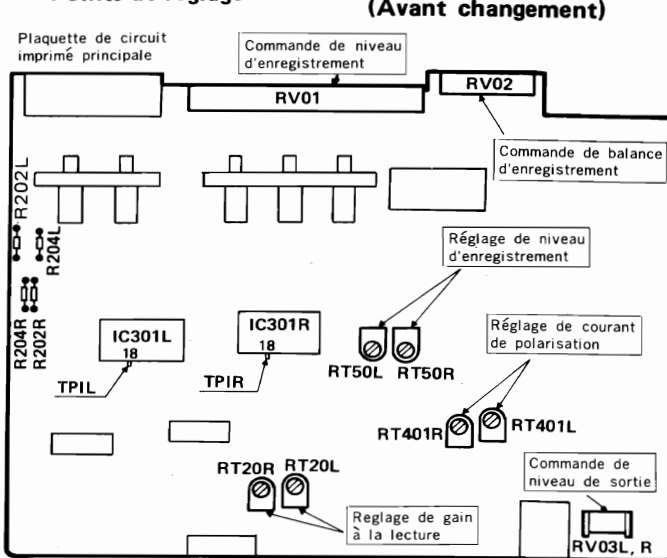 (Avant changement)
Plaquette de circuit
imprimé principale
Commande de niveau
d'enregistrement
RV01
RV02
Commande de balance
d'enregistrement
R202L
R204L
Réglage de niveau
d'enregistrement
R204R
R202R
IC301L
18
IC301R
18
Réglage de courant
de polarisation
TPIL
TPIR
RT50L
RT50R
RT401R
RT401L
RT20R
RT20L
Commande de
niveau de sortie
Reglage de gain
à la lecture
RV03L, R